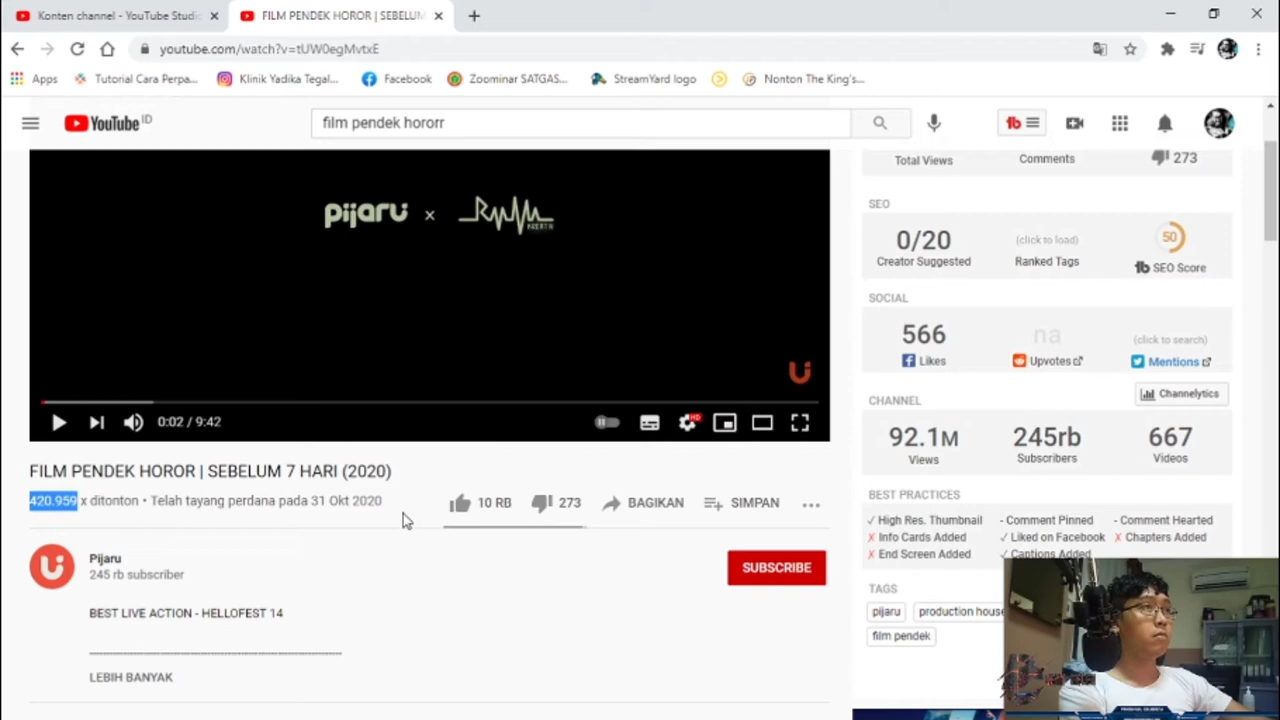 Konten channel - YouTube Studio
FILM PENDEK HOROR | SEBELUM
youtube.com/watch?v=tUW0egMvtxE
Apps
Tutorial Cara Perpa...
Klinik Yadika Tegal...
Facebook
Zoominar SATGAS...
StreamYard logo
Nonton The King's...
YouTube ID
film pendek hororr
Total Views
Comments
273
pijaru x
SEO
0/20
Creator Suggested
(click to load)
Ranked Tags
50
tb SEO Score
SOCIAL
566
Likes
na
Upvotes
(click to search)
Mentions
0:02 / 9:42
HD
CHANNEL
Channelytics
92.1M
Views
245rb
Subscribers
667
Videos
FILM PENDEK HOROR | SEBELUM 7 HARI (2020)
420.959 x ditonton • Telah tayang perdana pada 31 Okt 2020
10 RB
273
BAGIKAN
SIMPAN
BEST PRACTICES
✓ High Res. Thumbnail
- Comment Pinned
- Comment Hearted
✗ Info Cards Added
✓ Liked on Facebook
✗ Chapters Added
✗ End Screen Added
✓ Captions Added
Pijaru
245 rb subscriber
SUBSCRIBE
BEST LIVE ACTION - HELLOFEST 14
LEBIH BANYAK
TAGS
pijaru
production house
film pendek